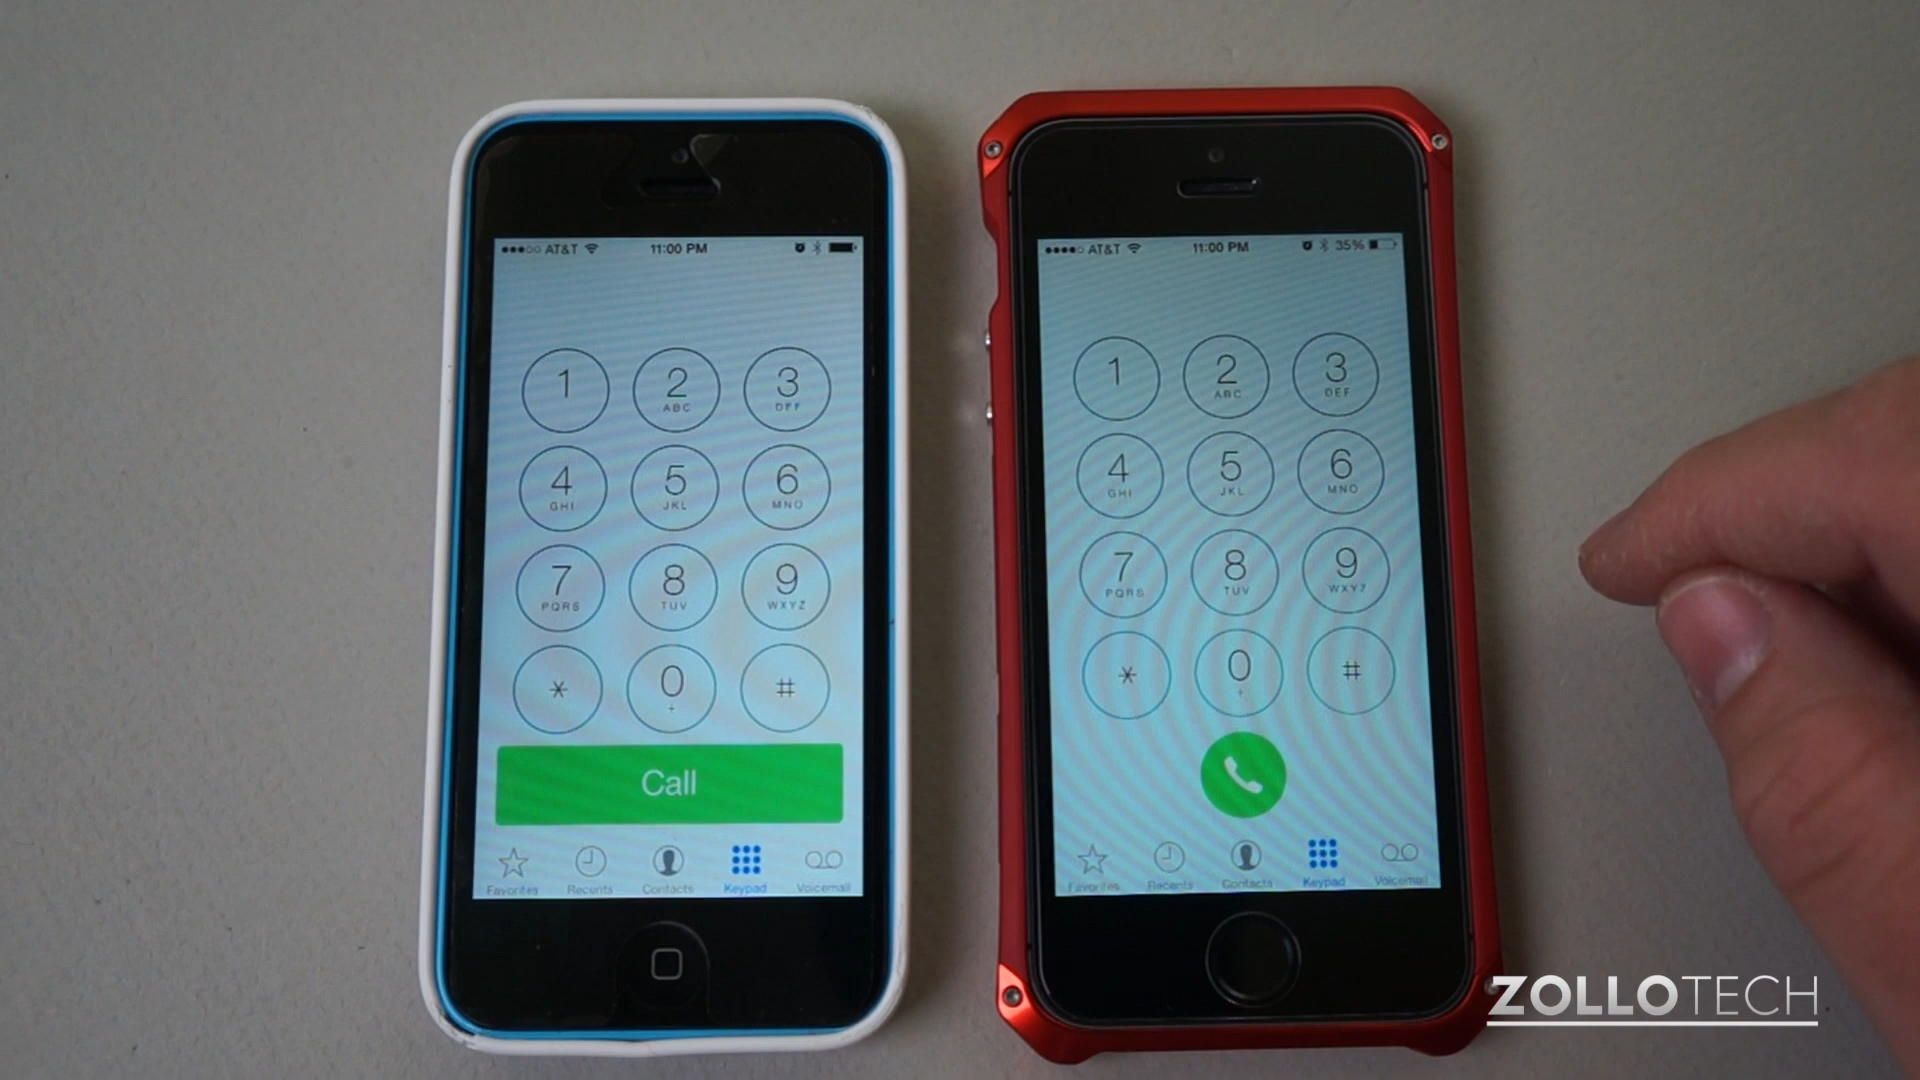 AT&T 11:00 PM
1 2 3
ABC DEF
4 5 6
GHI JKL MNO
7 8 9
PQRS TUV WXYZ
* 0 #
+
Call
Favorites Recents Contacts Keypad Voicemail
AT&T 11:00 PM 35%
1 2 3
ABC DEF
4 5 6
GHI JKL MNO
7 8 9
PQRS TUV WXYZ
* 0 #
+
Favorites Recents Contacts Keypad Voicemail
ZOLLOTECH